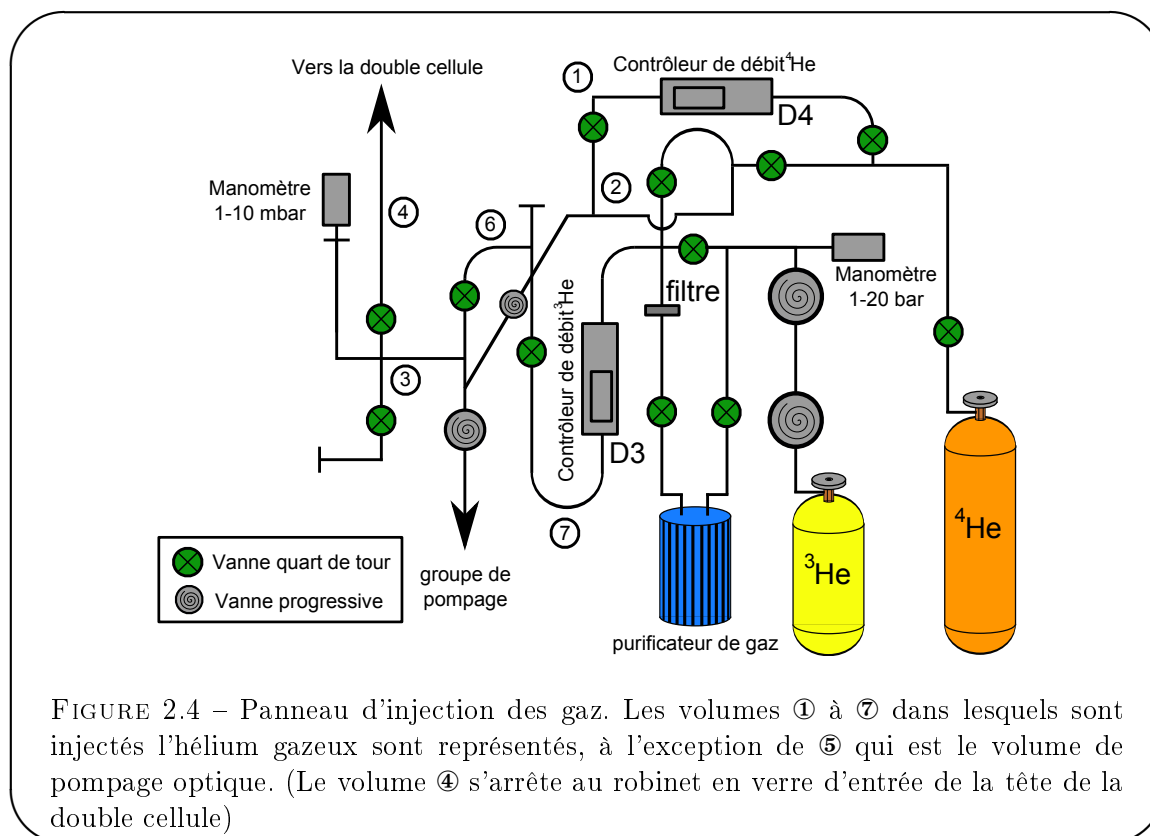 Vers la double cellule
①
Contrôleur de débit ⁴He
D4
Manomètre
1-10 mbar
④
②
⑥
Manomètre
1-20 bar
filtre
Contrôleur de débit ³He
③
D3
⑦
Vanne quart de tour
Vanne progressive
groupe de
pompage
purificateur de gaz
³He
⁴He
FIGURE 2.4 – Panneau d'injection des gaz. Les volumes ① à ⑦ dans lesquels sont
injectés l'hélium gazeux sont représentés, à l'exception de ⑤ qui est le volume de
pompage optique. (Le volume ④ s'arrête au robinet en verre d'entrée de la tête de la
double cellule)